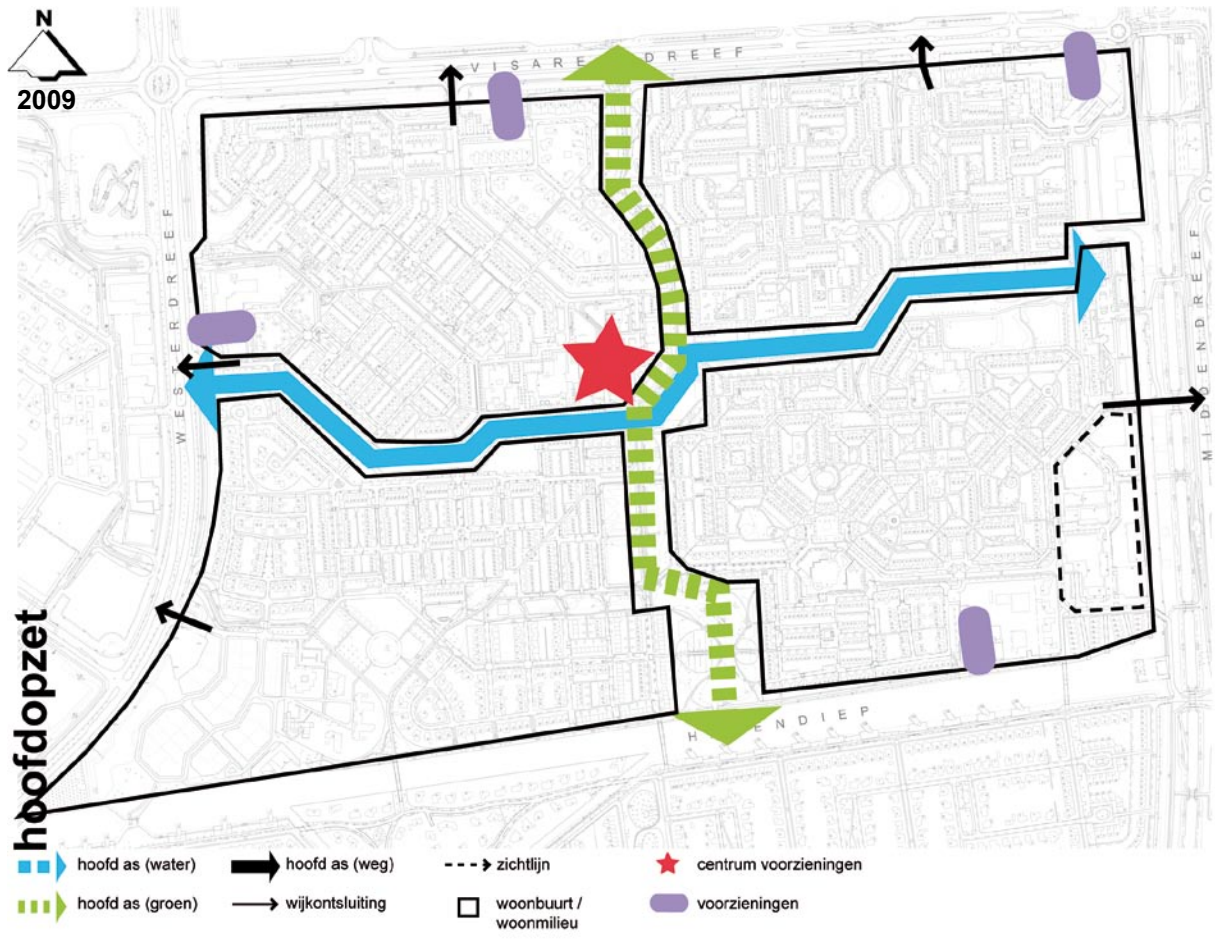 N
2009
VISARE DREEF
WESTERDREEF
MIDDENDREEF
H ENDIEP
hoofdopzet
hoofd as (water)
hoofd as (weg)
zichtlijn
centrum voorzieningen
hoofd as (groen)
wijkontsluiting
woonbuurt /
woonmilieu
voorzieningen